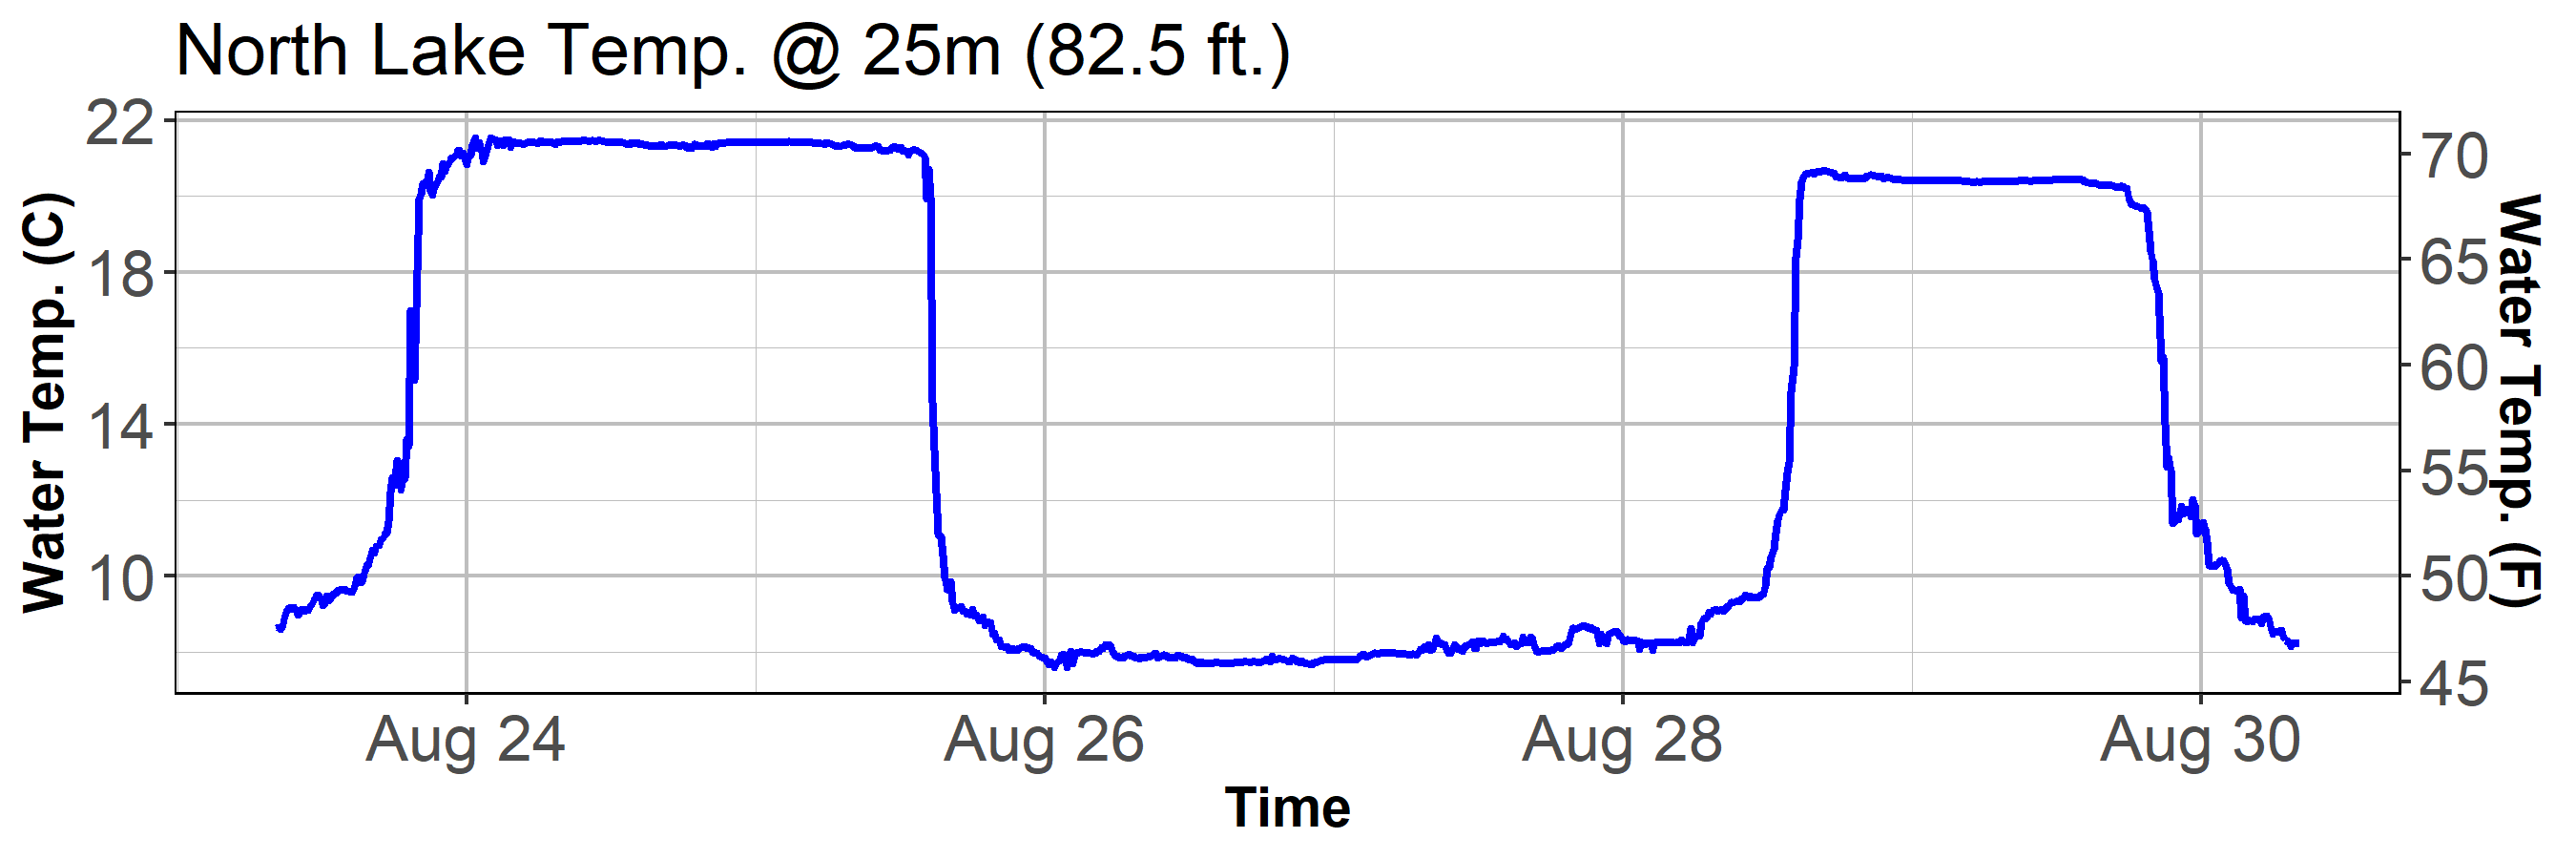 North Lake Temp. @ 25m (82.5 ft.)
Water Temp. (C)
22
18
14
10
70
65
60
55
50
45
Water Temp. (F)
Aug 24 Aug 26 Aug 28 Aug 30
Time